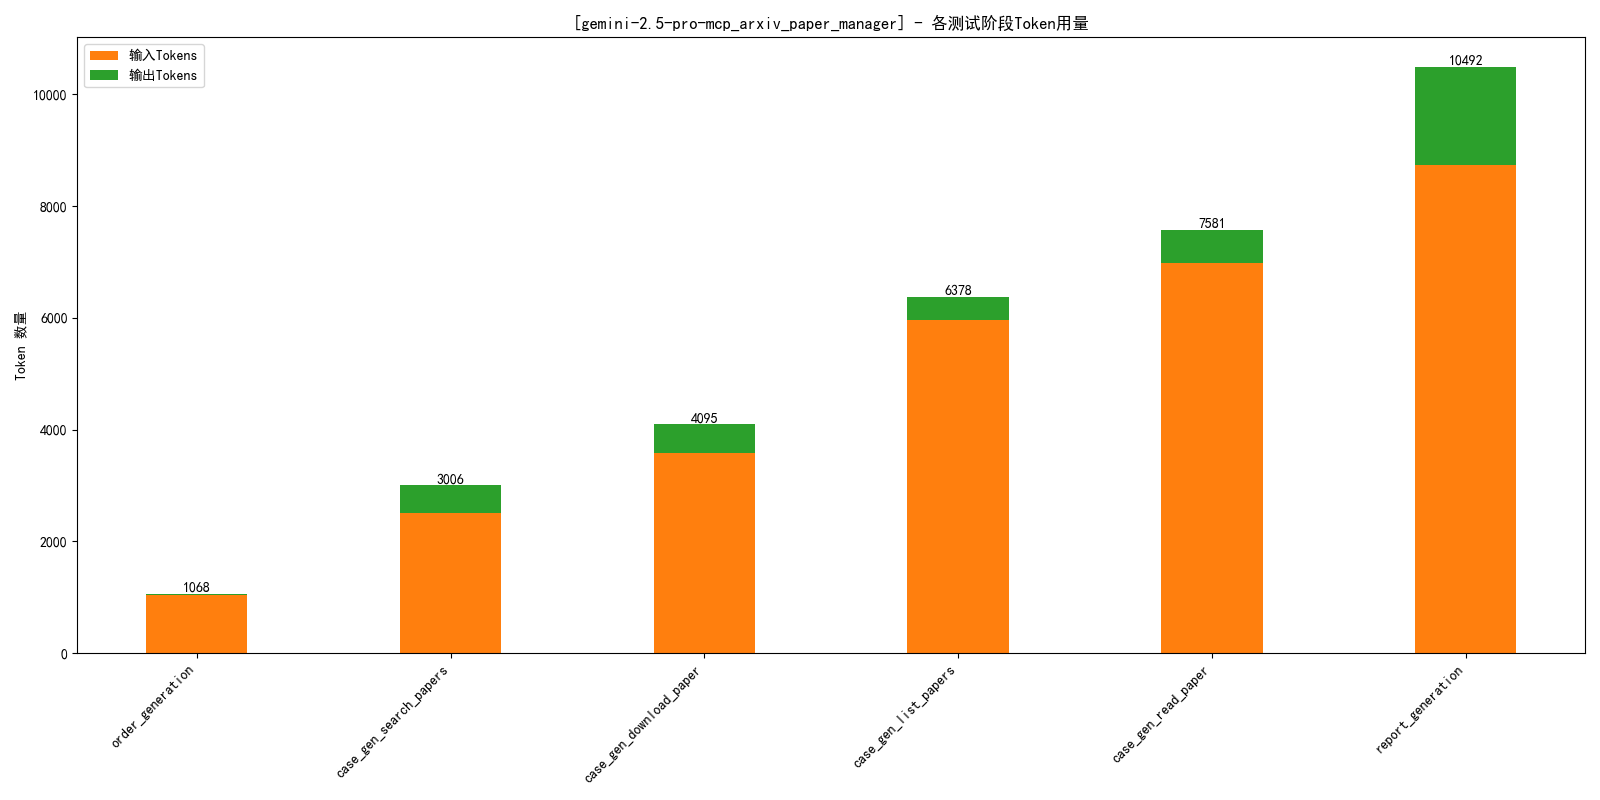 [gemini-2.5-pro-mcp_arxiv_paper_manager] - 各测试阶段Token用量
输入Tokens
输出Tokens
Token 数量
10000
8000
6000
4000
2000
0
1068
3006
4095
6378
7581
10492
order_generation
case_gen_search_papers
case_gen_download_paper
case_gen_list_papers
case_gen_read_paper
report_generation